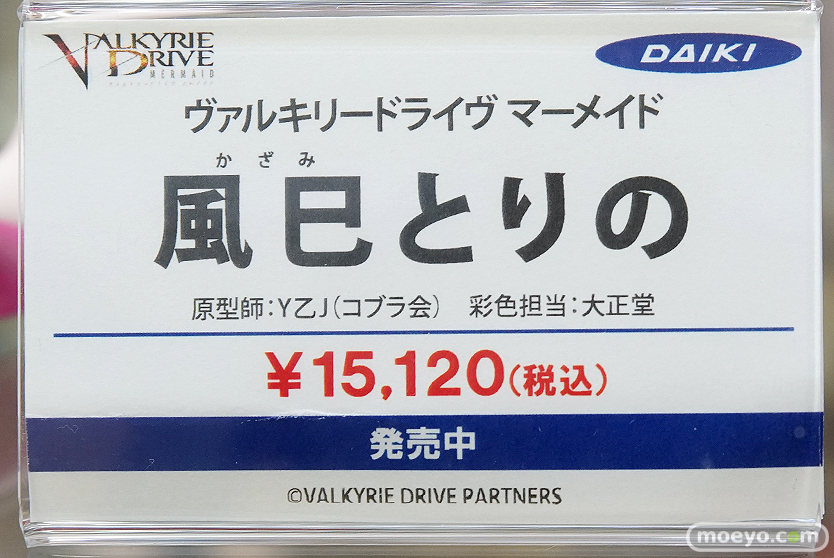 VALKYRIE DRIVE
MERMAID
DAIKI
ヴァルキリードライヴ マーメイド
かざみ
風巳とりの
原型師：Y乙J（コブラ会） 彩色担当：大正堂
¥15,120（税込）
発売中
©VALKYRIE DRIVE PARTNERS
moeyo.com